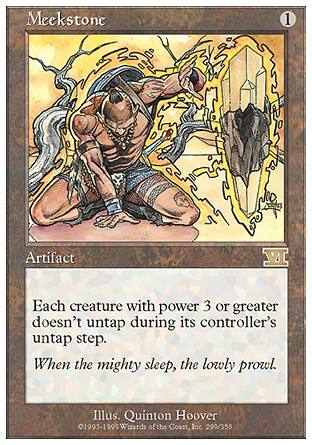 Meekstone 1
Artifact
Each creature with power 3 or greater
doesn't untap during its controller's
untap step.
When the mighty sleep, the lowly prowl.
Illus. Quinton Hoover
©1993-1999 Wizards of the Coast, Inc. 299/350